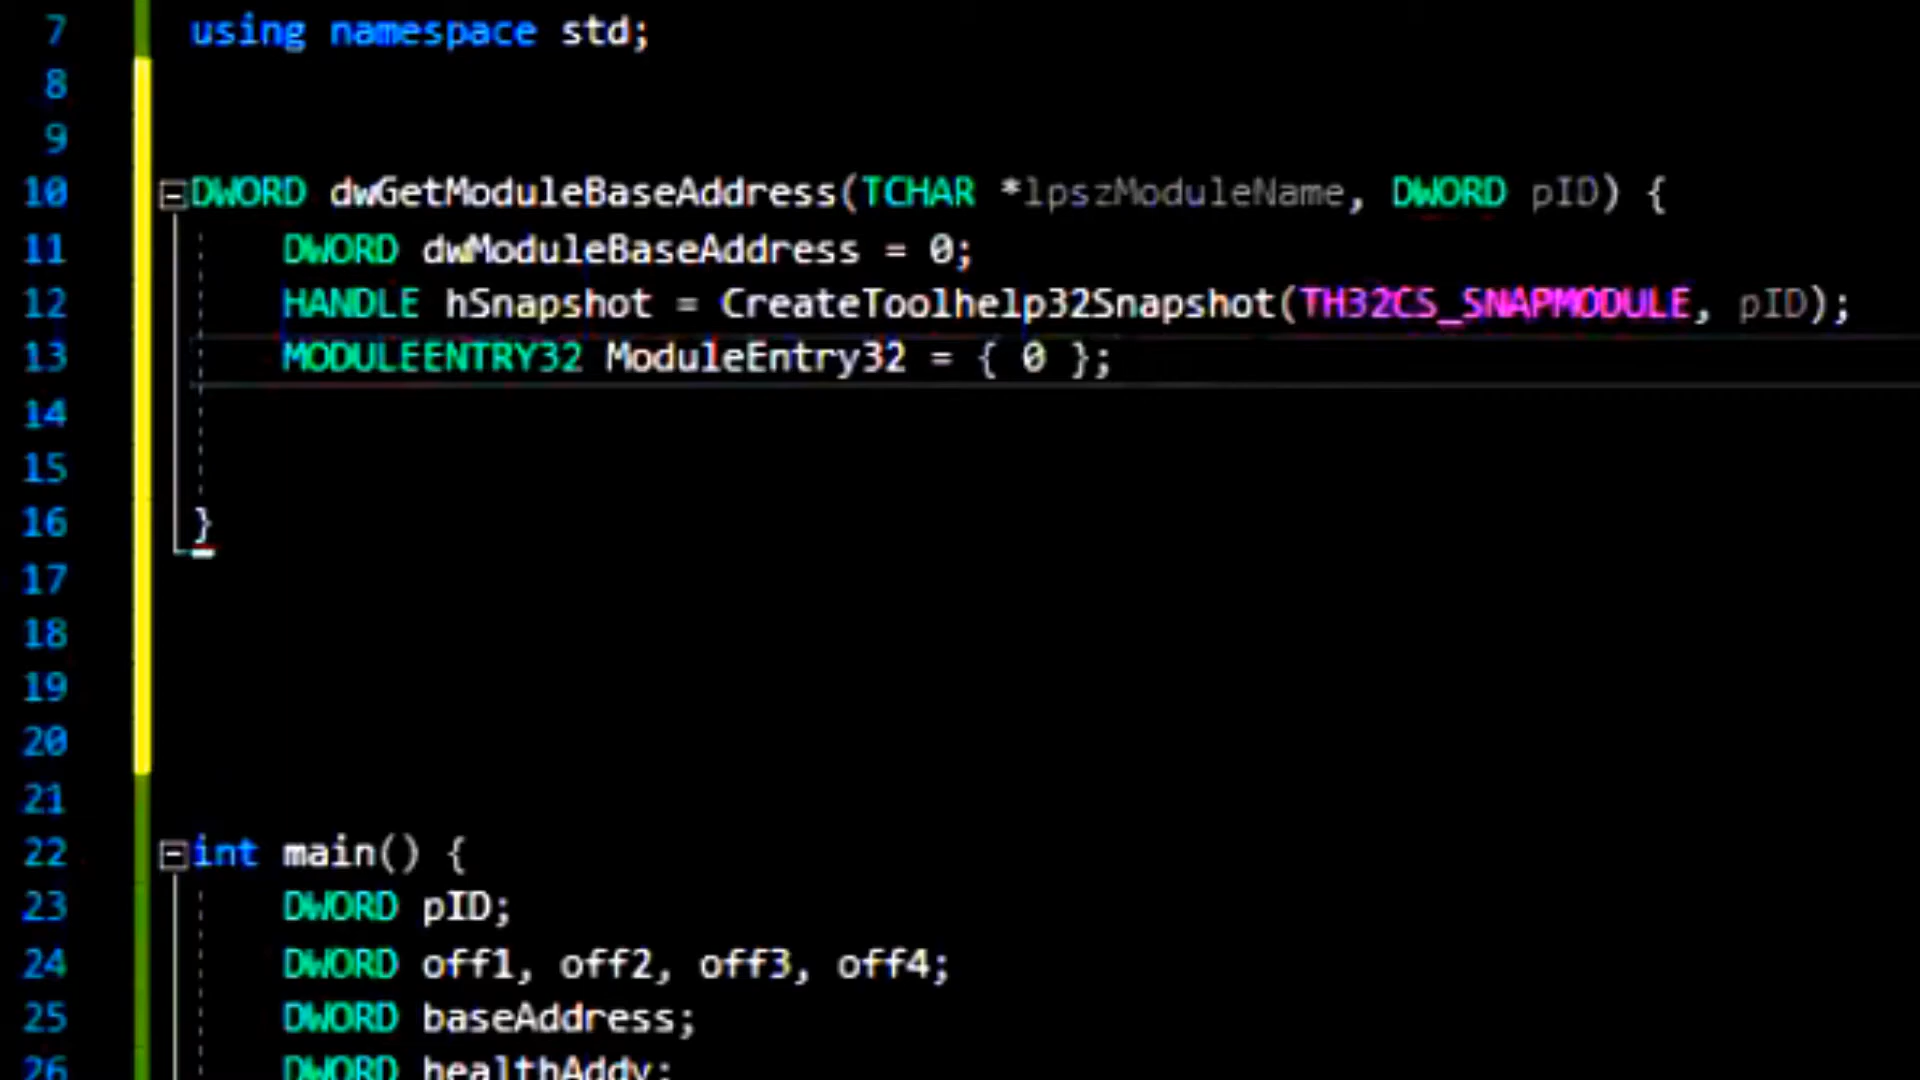 7 using namespace std;
8
9
10 DWORD dwGetModuleBaseAddress(TCHAR *lpszModuleName, DWORD pID) {
11 DWORD dwModuleBaseAddress = 0;
12 HANDLE hSnapshot = CreateToolhelp32Snapshot(TH32CS_SNAPMODULE, pID);
13 MODULEENTRY32 ModuleEntry32 = { 0 };
14
15
16 }
17
18
19
20
21
22 int main() {
23 DWORD pID;
24 DWORD off1, off2, off3, off4;
25 DWORD baseAddress;
26 DWORD healthAddy;